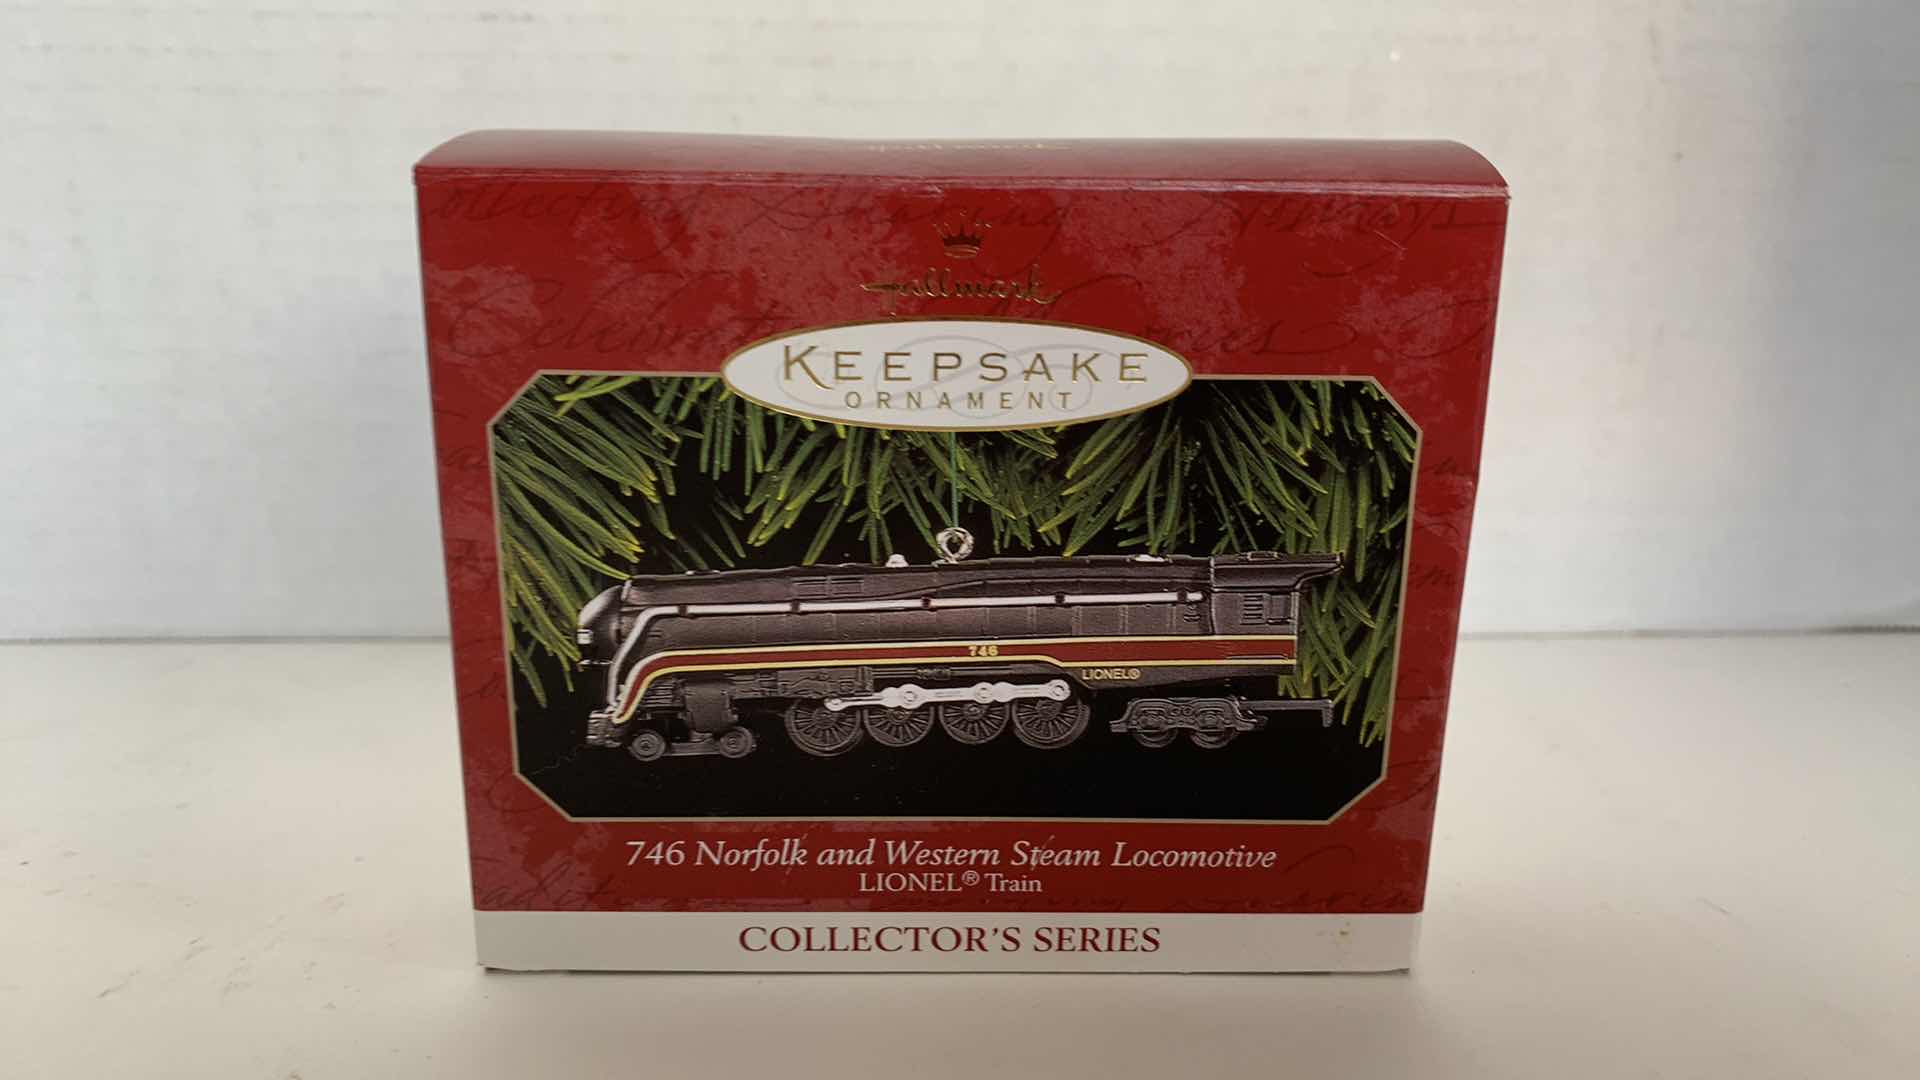 Hallmark
KEEPSAKE
ORNAMENT
746
LIONEL®
746 Norfolk and Western Steam Locomotive
LIONEL® Train
COLLECTOR'S SERIES